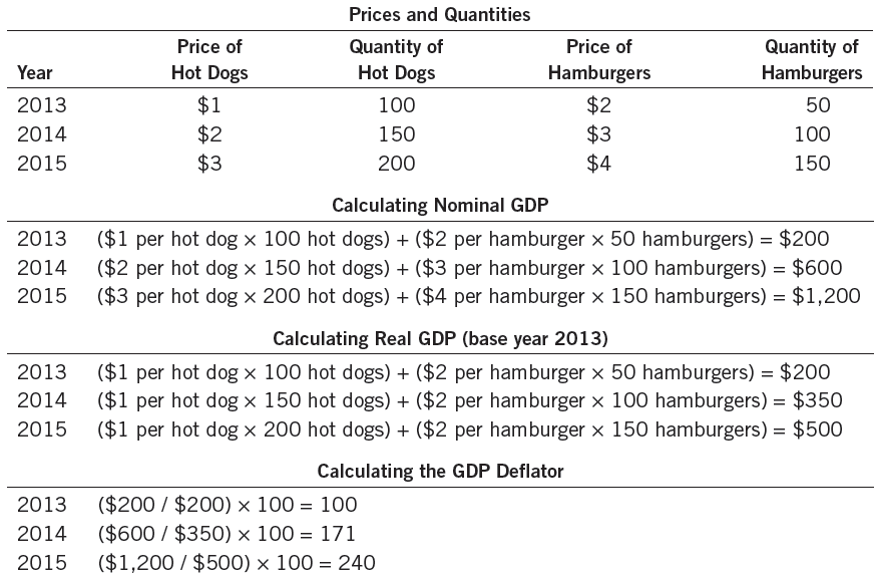 Prices and Quantities
Price of Quantity of Price of Quantity of
Year Hot Dogs Hot Dogs Hamburgers Hamburgers
2013 $1 100 $2 50
2014 $2 150 $3 100
2015 $3 200 $4 150
Calculating Nominal GDP
2013 ($1 per hot dog × 100 hot dogs) + ($2 per hamburger × 50 hamburgers) = $200
2014 ($2 per hot dog × 150 hot dogs) + ($3 per hamburger × 100 hamburgers) = $600
2015 ($3 per hot dog × 200 hot dogs) + ($4 per hamburger × 150 hamburgers) = $1,200
Calculating Real GDP (base year 2013)
2013 ($1 per hot dog × 100 hot dogs) + ($2 per hamburger × 50 hamburgers) = $200
2014 ($1 per hot dog × 150 hot dogs) + ($2 per hamburger × 100 hamburgers) = $350
2015 ($1 per hot dog × 200 hot dogs) + ($2 per hamburger × 150 hamburgers) = $500
Calculating the GDP Deflator
2013 ($200 / $200) × 100 = 100
2014 ($600 / $350) × 100 = 171
2015 ($1,200 / $500) × 100 = 240